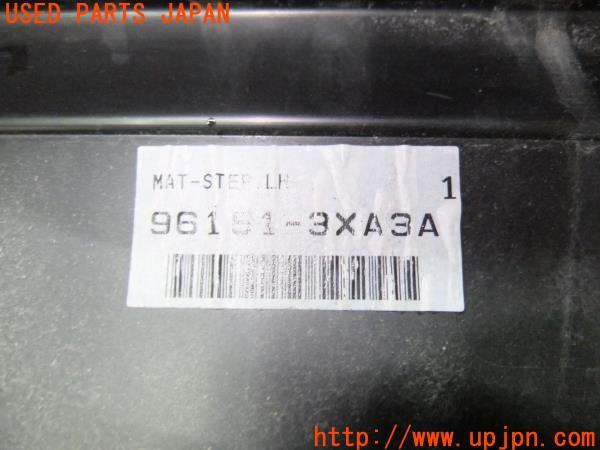 USED PARTS JAPAN
MAT-STEP,LH
1
96151-3XA3A
http://www.upjpn.com/